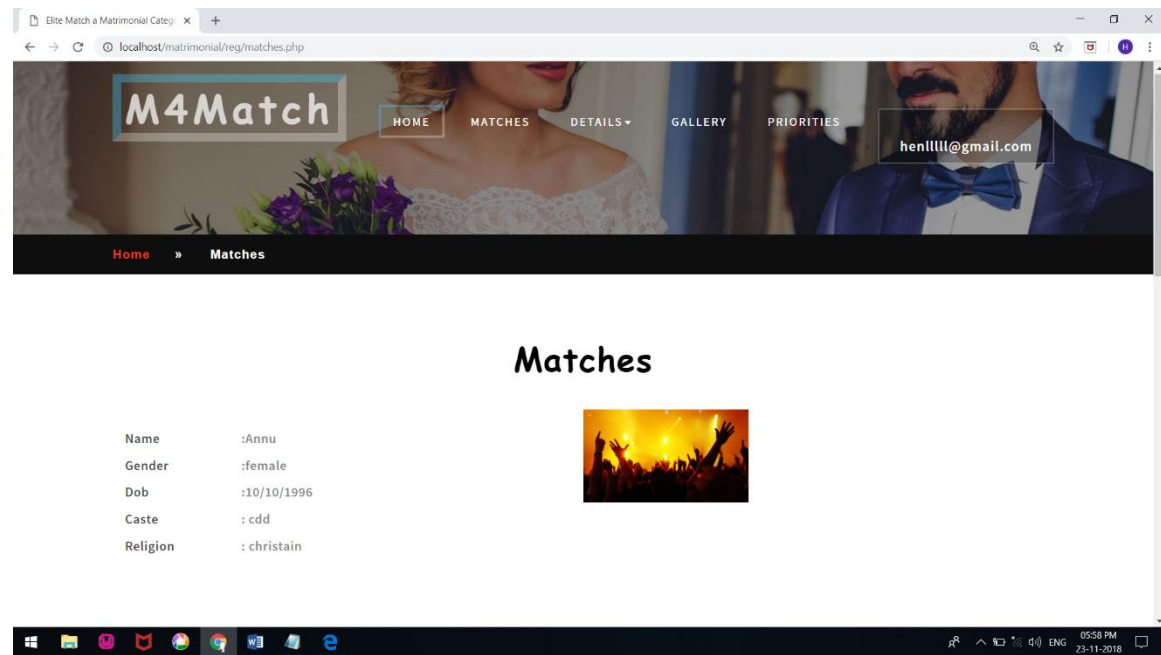 Elite Match a Matrimonial Catego
localhost/matrimonial/reg/matches.php
H
M4Match
HOME
MATCHES
DETAILS
GALLERY
PRIORITIES
henlllll@gmail.com
Home » Matches
Matches
Name :Annu
Gender :female
Dob :10/10/1996
Caste : cdd
Religion : christain
ENG
05:58 PM
23-11-2018